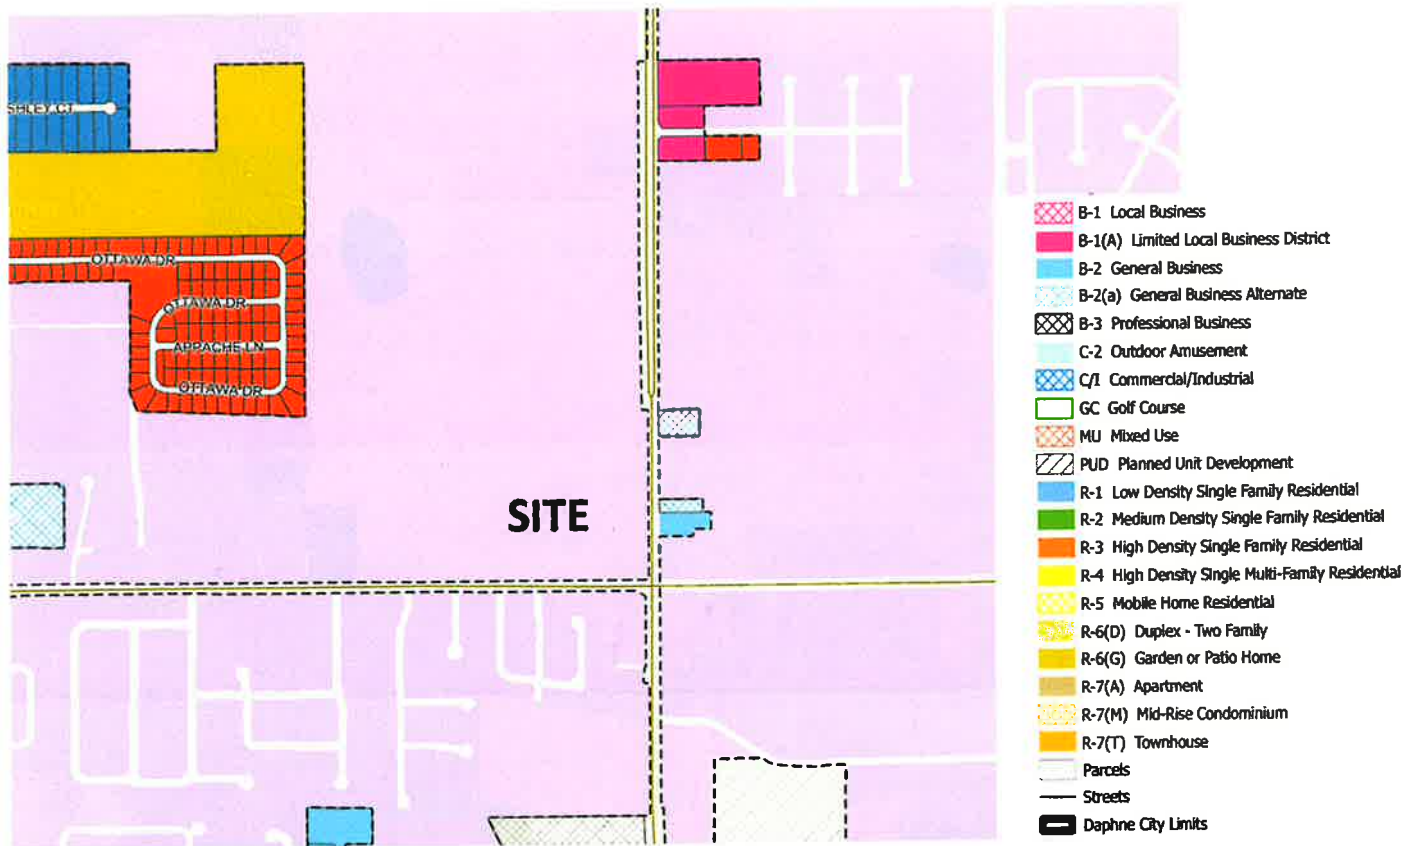 SHLEY CT
OTTAWA DR
OTTAWA DR
APPACHE LN
OTTAWA DR
SITE
B-1 Local Business
B-1(A) Limited Local Business District
B-2 General Business
B-2(a) General Business Alternate
B-3 Professional Business
C-2 Outdoor Amusement
C/I Commercial/Industrial
GC Golf Course
MU Mixed Use
PUD Planned Unit Development
R-1 Low Density Single Family Residential
R-2 Medium Density Single Family Residential
R-3 High Density Single Family Residential
R-4 High Density Single Multi-Family Residential
R-5 Mobile Home Residential
R-6(D) Duplex - Two Family
R-6(G) Garden or Patio Home
R-7(A) Apartment
R-7(M) Mid-Rise Condominium
R-7(T) Townhouse
Parcels
Streets
Daphne City Limits